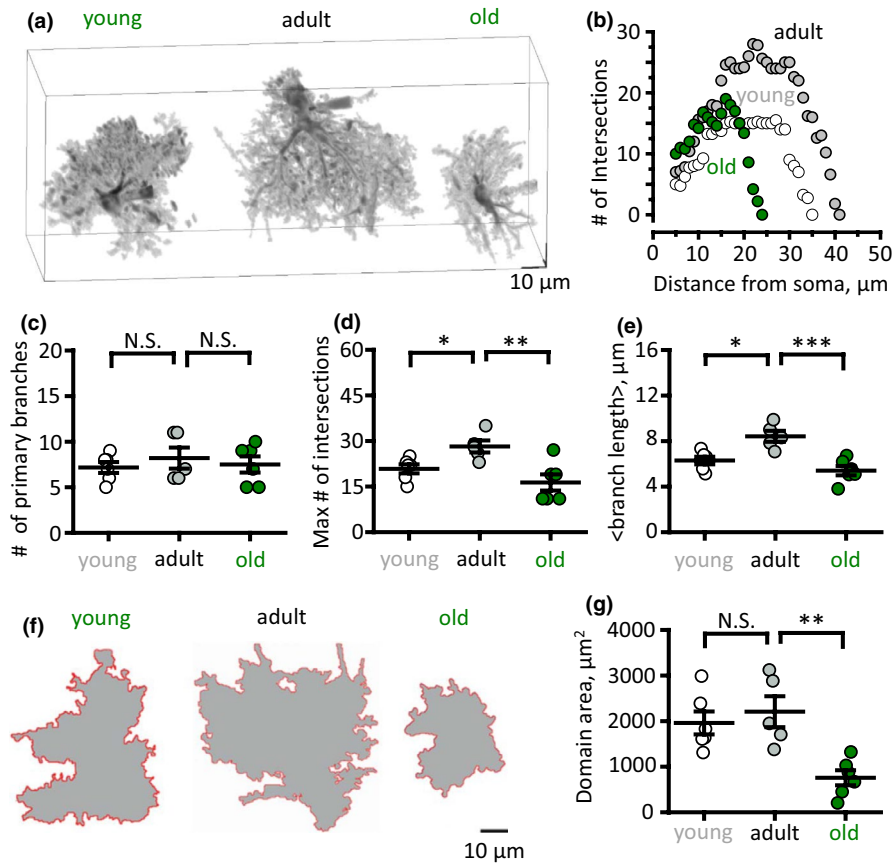 (a) young adult old
10 µm
(b)
adult
young
old
# of Intersections
30
20
10
0
0 10 20 30 40 50
Distance from soma, µm
(c)
N.S. N.S.
# of primary branches
20
15
10
5
0
young adult old
(d)
* **
Max # of intersections
60
45
30
15
0
young adult old
(e)
* ***
<branch length>, µm
16
12
8
4
0
young adult old
(f) young adult old
10 µm
(g)
N.S. **
Domain area, µm²
4000
3000
2000
1000
0
young adult old